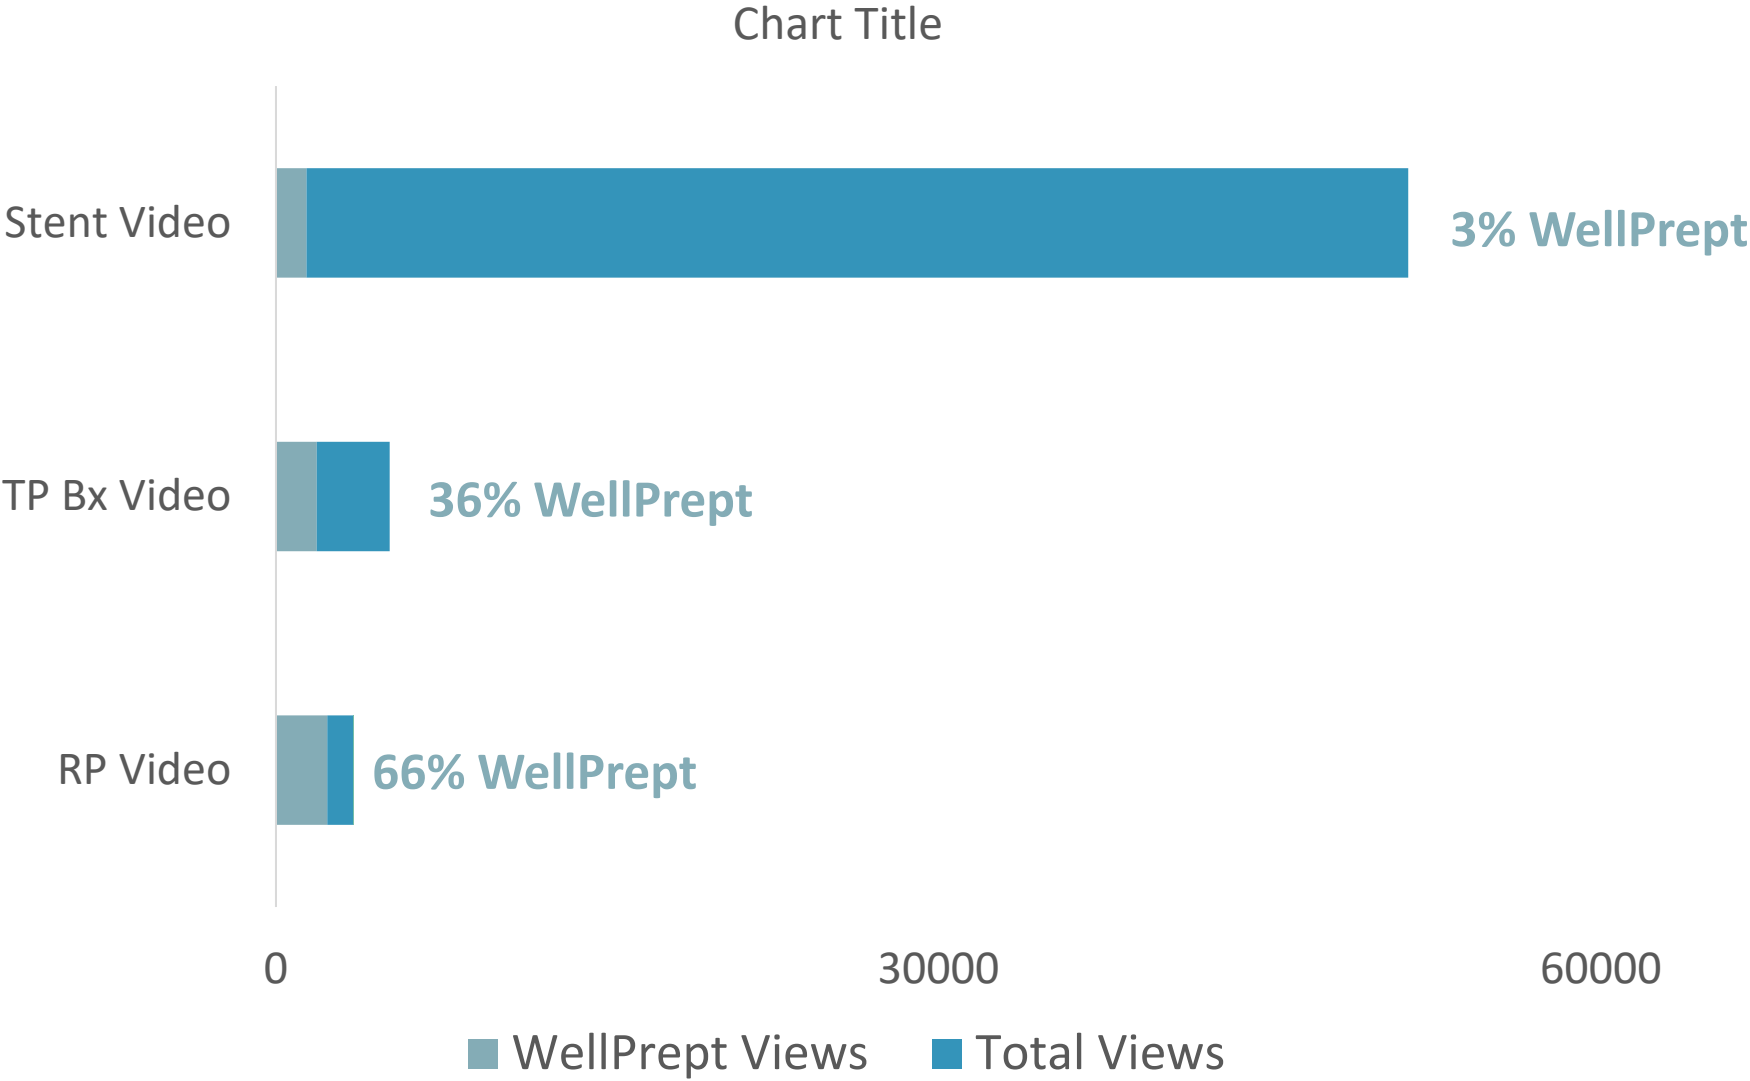 Chart Title
Stent Video
3% WellPrept
TP Bx Video
36% WellPrept
RP Video
66% WellPrept
0 30000 60000
WellPrept Views Total Views